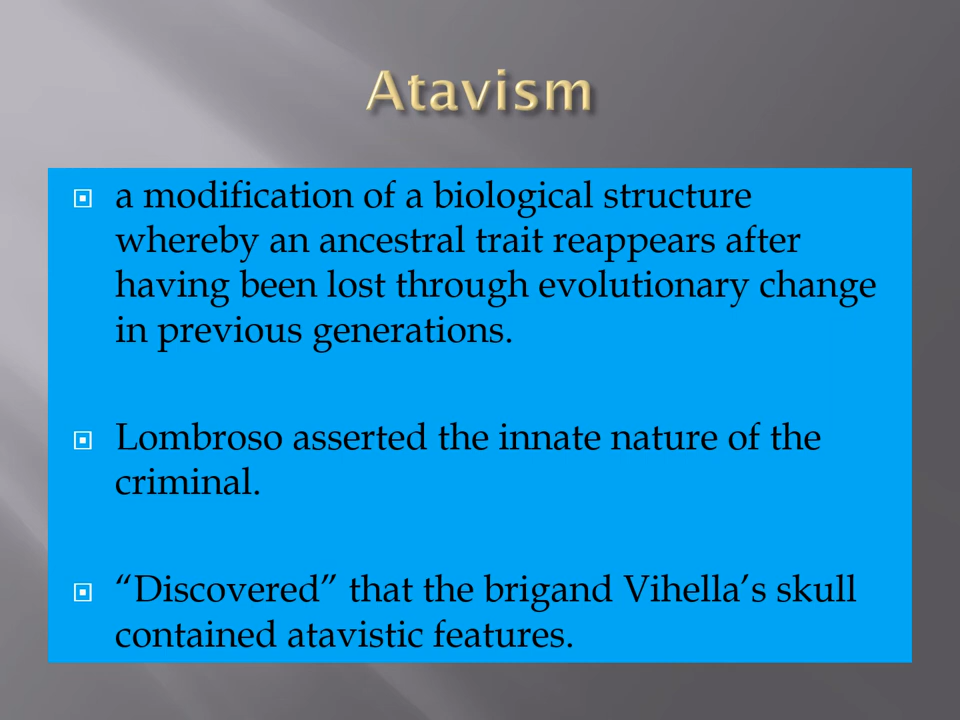 Atavism
a modification of a biological structure
whereby an ancestral trait reappears after
having been lost through evolutionary change
in previous generations.
Lombroso asserted the innate nature of the
criminal.
“Discovered” that the brigand Vihella’s skull
contained atavistic features.